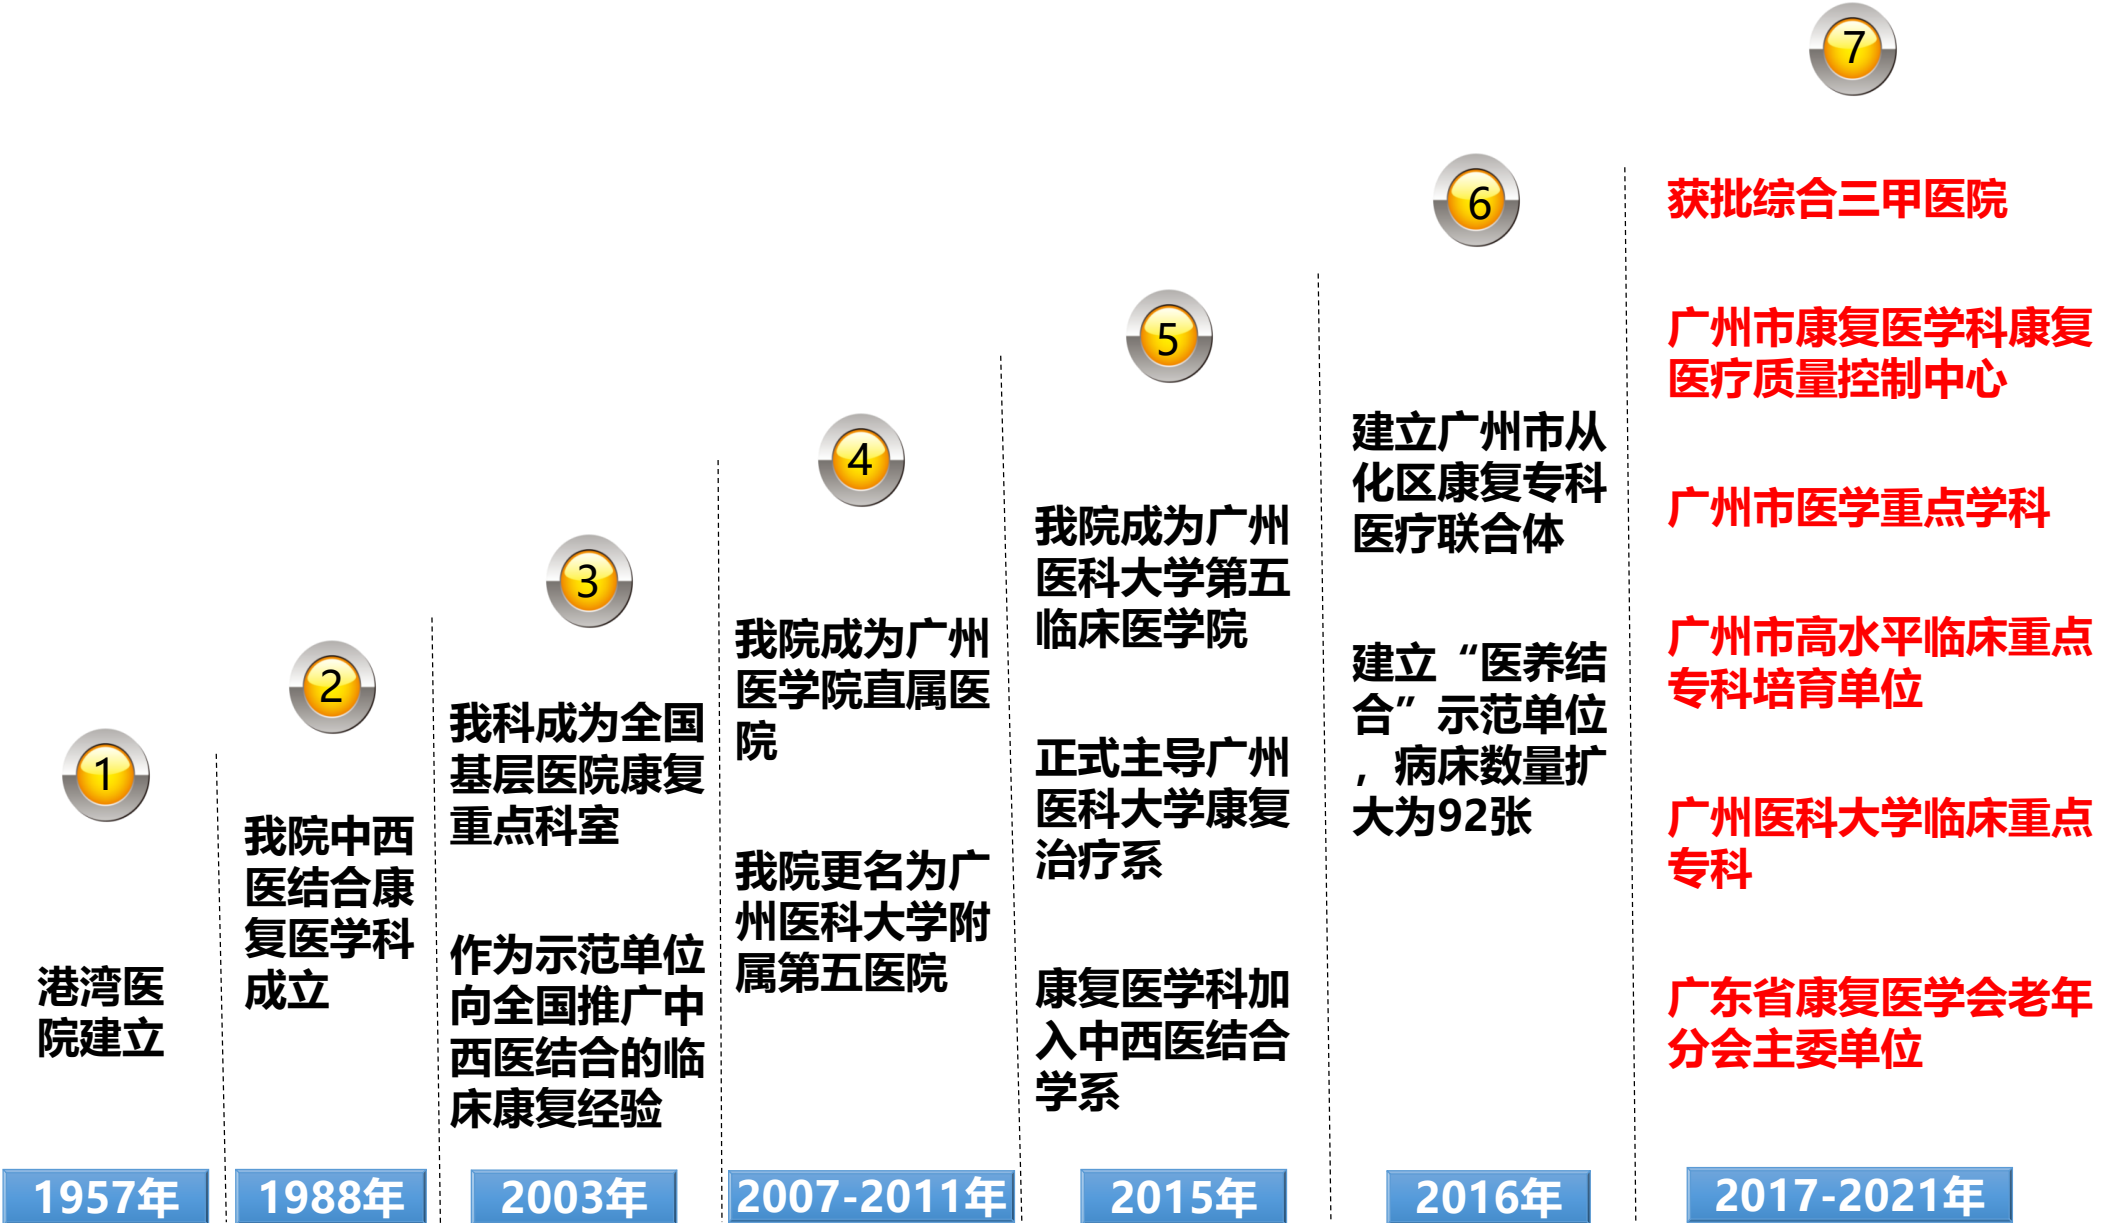 1
港湾医
院建立
1957年
2
我院中西
医结合康
复医学科
成立
1988年
3
我科成为全国
基层医院康复
重点科室
作为示范单位
向全国推广中
西医结合的临
床康复经验
2003年
4
我院成为广州
医学院直属医
院
我院更名为广
州医科大学附
属第五医院
2007-2011年
5
我院成为广州
医科大学第五
临床医学院
正式主导广州
医科大学康复
治疗系
康复医学科加
入中西医结合
学系
2015年
6
建立广州市从
化区康复专科
医疗联合体
建立“医养结
合”示范单位
，病床数量扩
大为92张
2016年
7
获批综合三甲医院
广州市康复医学科康复
医疗质量控制中心
广州市医学重点学科
广州市高水平临床重点
专科培育单位
广州医科大学临床重点
专科
广东省康复医学会老年
分会主委单位
2017-2021年